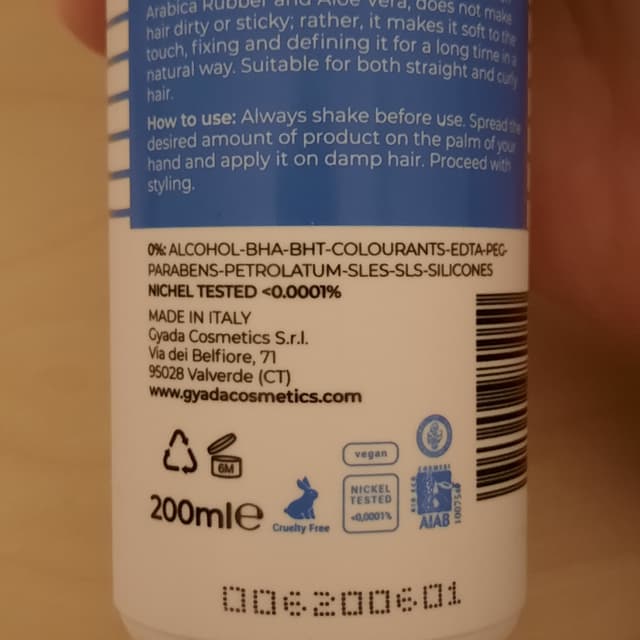 Arabica Rubber and Aloe Vera, does not make
hair dirty or sticky; rather, it makes it soft to the
touch, fixing and defining it for a long time in a
natural way. Suitable for both straight and curly
hair.
How to use: Always shake before use. Spread the
desired amount of product on the palm of your
hand and apply it on damp hair. Proceed with
styling.
0%: ALCOHOL-BHA-BHT-COLOURANTS-EDTA-PEG-
PARABENS-PETROLATUM-SLES-SLS-SILICONES
NICHEL TESTED <0.0001%
MADE IN ITALY
Gyada Cosmetics S.r.l.
Via dei Belfiore, 71
95028 Valverde (CT)
www.gyadacosmetics.com
6M
200ml℮
Cruelty Free
vegan
NICKEL
TESTED
<0,0001%
COSMESI
BIO ECO
AIAB
006200601